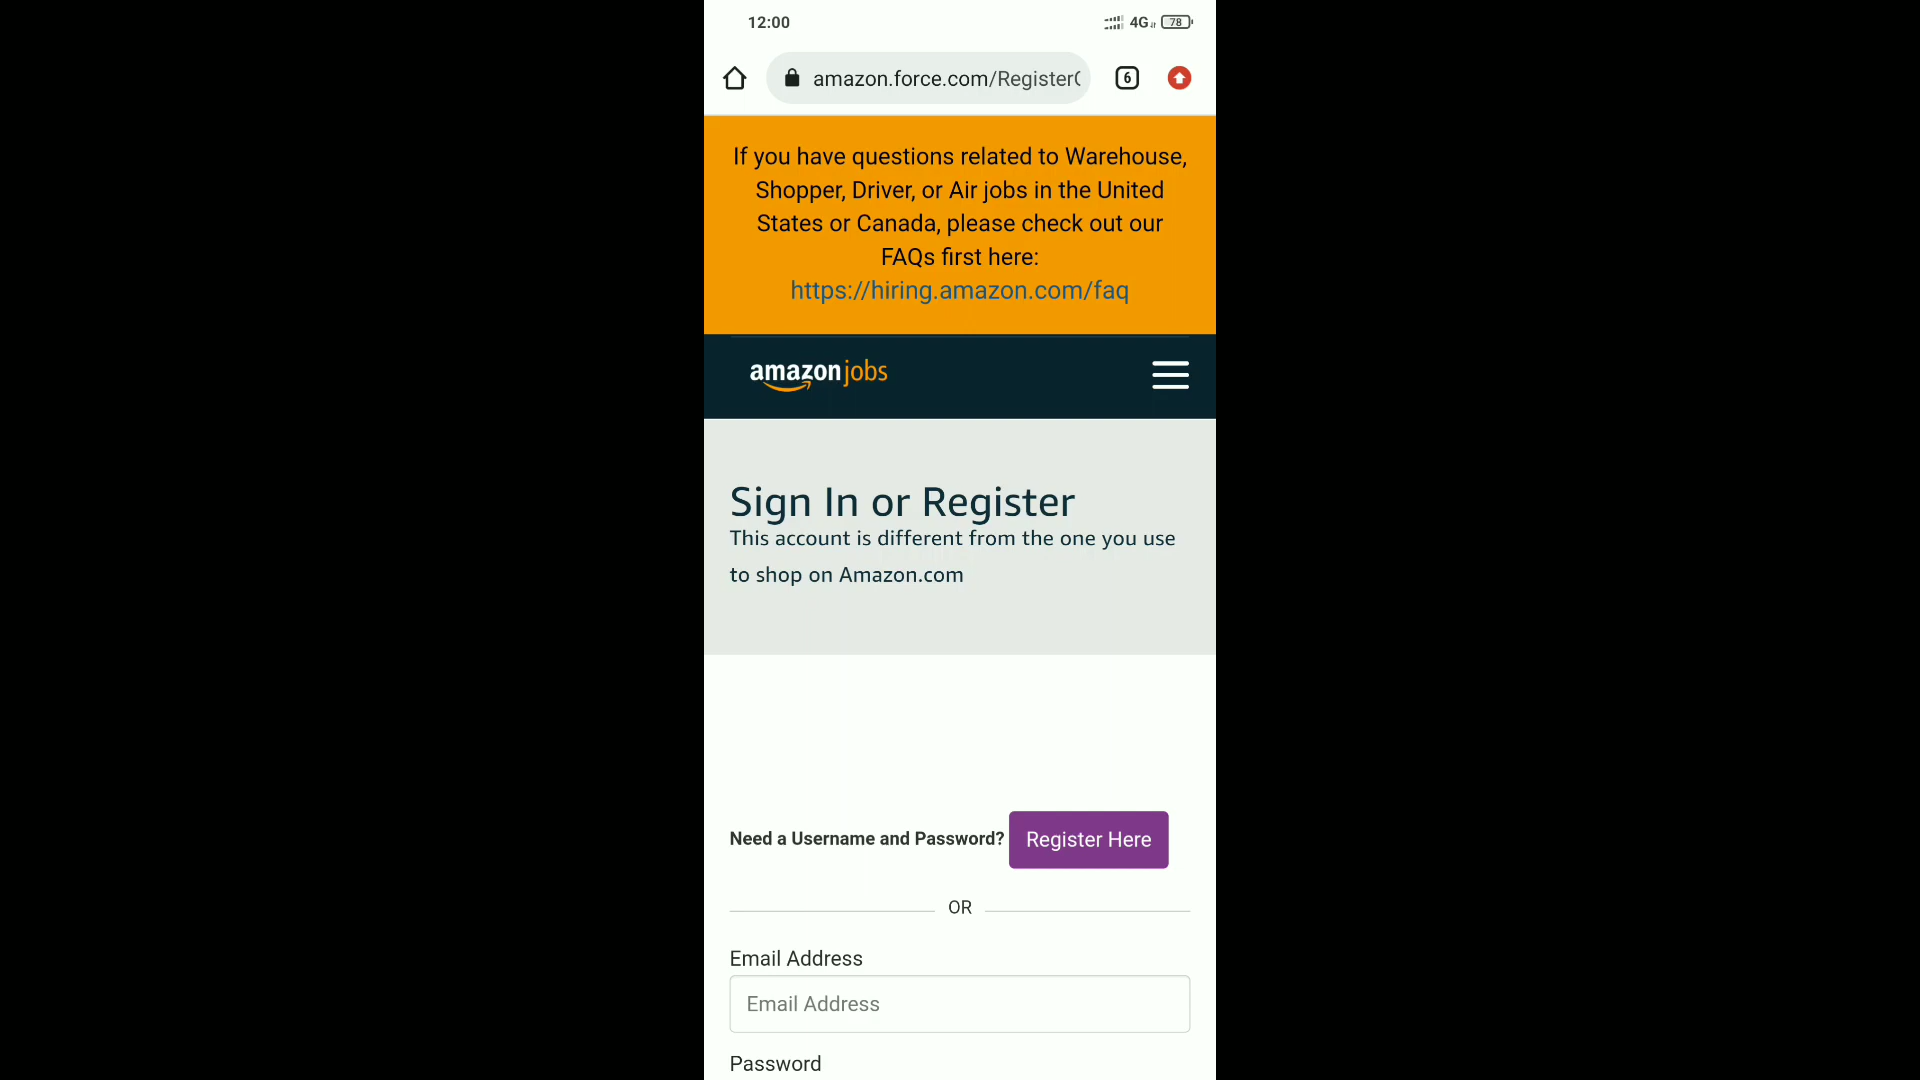 12:00
4G 78
amazon.force.com/Register
6
If you have questions related to Warehouse,
Shopper, Driver, or Air jobs in the United
States or Canada, please check out our
FAQs first here:
https://hiring.amazon.com/faq
amazon jobs
Sign In or Register
This account is different from the one you use
to shop on Amazon.com
Need a Username and Password? Register Here
OR
Email Address
Email Address
Password